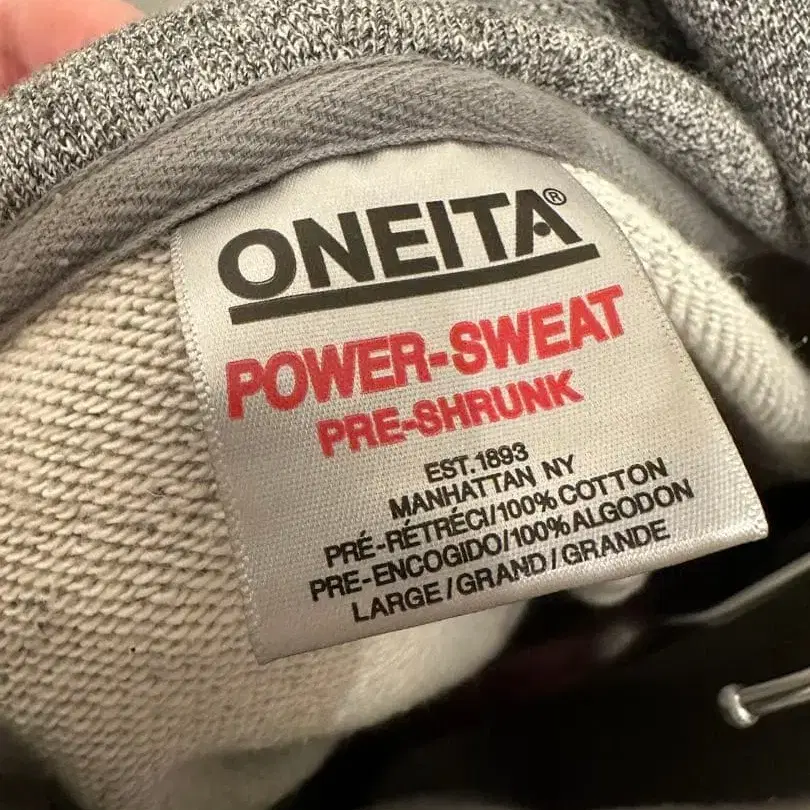 ONEITA®
POWER-SWEAT
PRE-SHRUNK
EST.1893
MANHATTAN NY
PRÉ-RÉTRÉCI/100% COTTON
PRE-ENCOGIDO/100% ALGODON
LARGE/GRAND/GRANDE